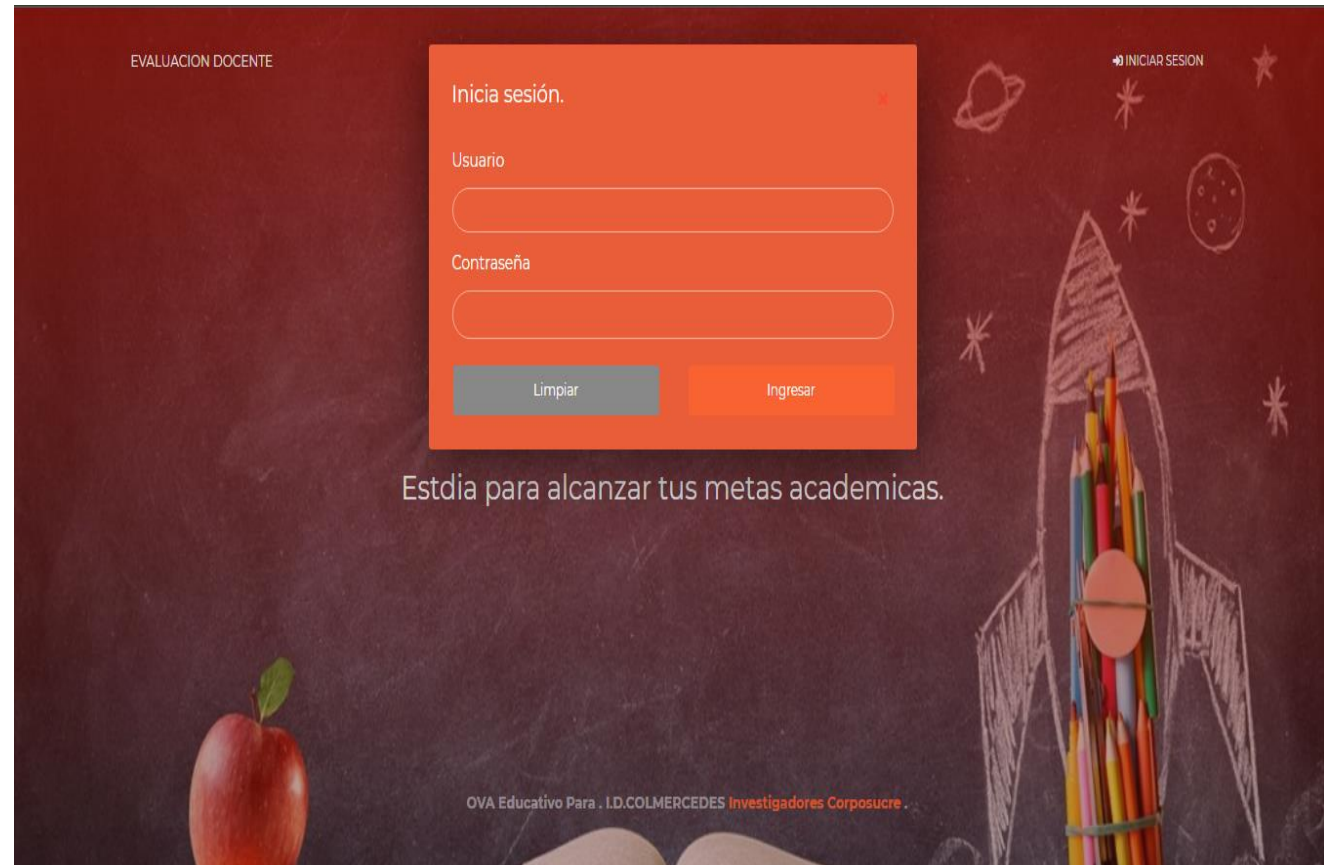 EVALUACION DOCENTE
INICIAR SESION
Inicia sesión.
Usuario
Contraseña
Limpiar
Ingresar
Estdia para alcanzar tus metas academicas.
OVA Educativo Para . I.D.COLMERCEDES Investigadores Corposucre .